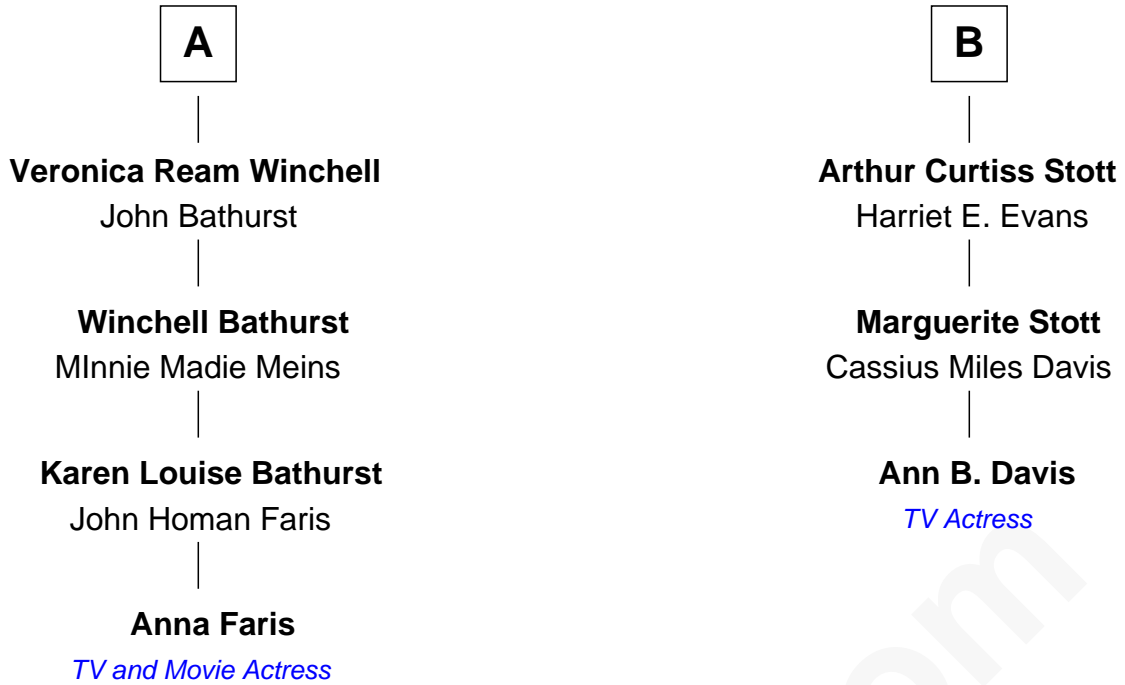 A
Veronica Ream Winchell
John Bathurst
Winchell Bathurst
MInnie Madie Meins
Karen Louise Bathurst
John Homan Faris
Anna Faris
TV and Movie Actress
B
Arthur Curtiss Stott
Harriet E. Evans
Marguerite Stott
Cassius Miles Davis
Ann B. Davis
TV Actress
om